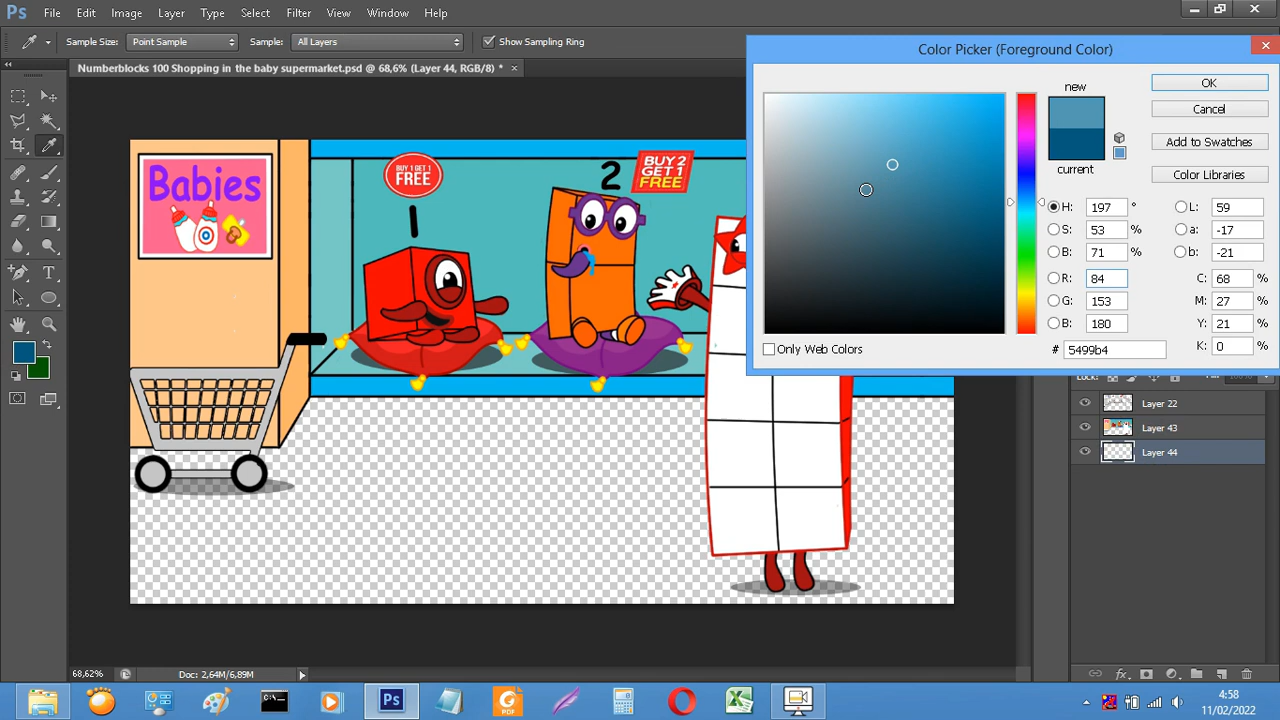 Ps File Edit Image Layer Type Select Filter View Window Help
Sample Size: Point Sample Sample: All Layers Show Sampling Ring
Numberblocks 100 Shopping in the baby supermarket.psd @ 68,6% (Layer 44, RGB/8) * ×
Color Picker (Foreground Color)
new
current
OK
Cancel
Add to Swatches
Color Libraries
H: 197 °
S: 53 %
B: 71 %
R: 84
G: 153
B: 180
L: 59
a: -17
b: -21
C: 68 %
M: 27 %
Y: 21 %
K: 0 %
Only Web Colors
# 5499b4
Babies
BUY 1 GET 1
FREE
1
2
BUY 2
GET 1
FREE
Lock:
Layer 22
Layer 43
Layer 44
68,62% Doc: 2,64M/6,89M
Ps
PDF
4:58
11/02/2022